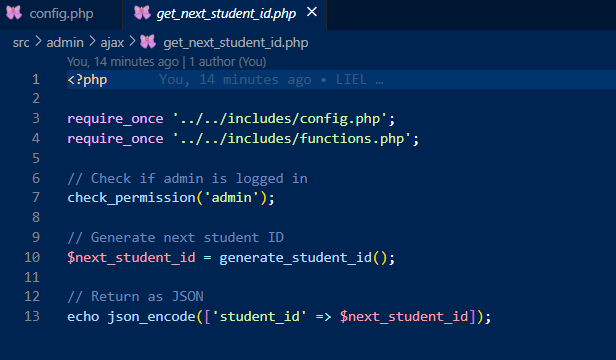 config.php
get_next_student_id.php ×
src > admin > ajax > get_next_student_id.php
You, 14 minutes ago | 1 author (You)
1 <?php You, 14 minutes ago • LIEL …
2
3 require_once '../../includes/config.php';
4 require_once '../../includes/functions.php';
5
6 // Check if admin is logged in
7 check_permission('admin');
8
9 // Generate next student ID
10 $next_student_id = generate_student_id();
11
12 // Return as JSON
13 echo json_encode(['student_id' => $next_student_id]);